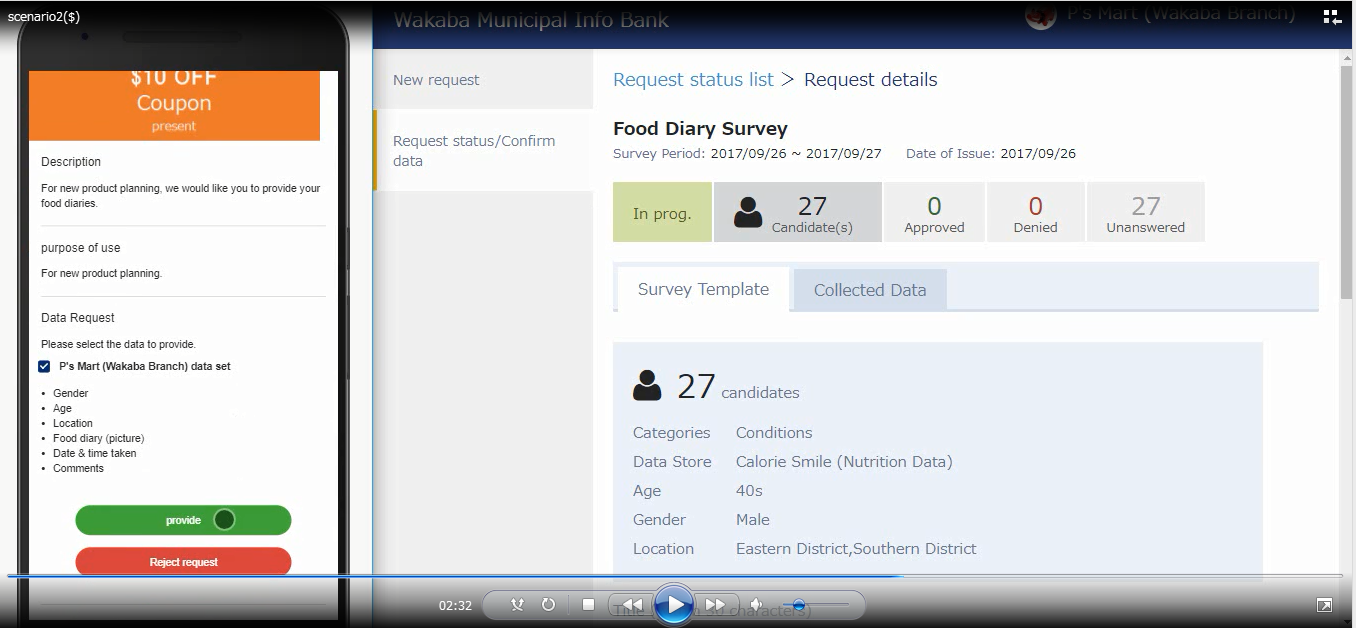 scenario2($)
$10 OFF
Coupon
present
Description
For new product planning, we would like you to provide your
food diaries.
purpose of use
For new product planning.
Data Request
Please select the data to provide.
P's Mart (Wakaba Branch) data set
• Gender
• Age
• Location
• Food diary (picture)
• Date & time taken
• Comments
provide
Reject request
Wakaba Municipal Info Bank
P's Mart (Wakaba Branch)
New request
Request status/Confirm
data
Request status list > Request details
Food Diary Survey
Survey Period: 2017/09/26 ~ 2017/09/27 Date of Issue: 2017/09/26
In prog.
27
Candidate(s)
0
Approved
0
Denied
27
Unanswered
Survey Template
Collected Data
27 candidates
Categories Conditions
Data Store Calorie Smile (Nutrition Data)
Age 40s
Gender Male
Location Eastern District,Southern District
02:32
characters)